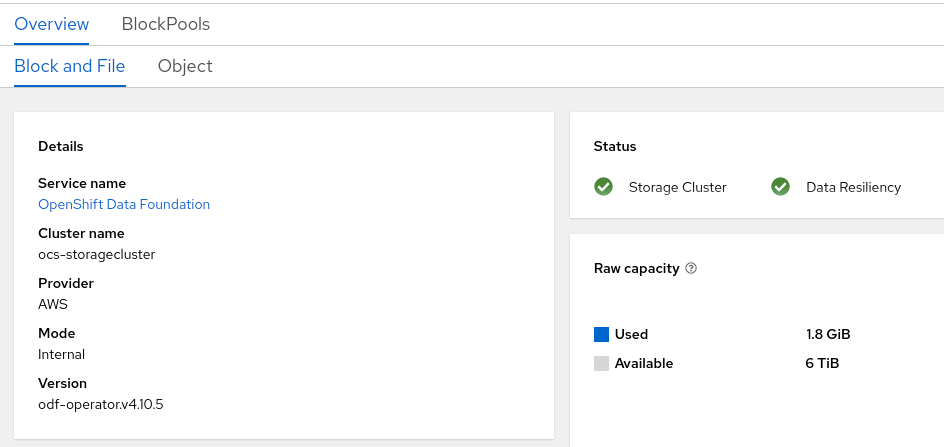 Overview BlockPools
Block and File Object
Details
Service name
OpenShift Data Foundation
Cluster name
ocs-storagecluster
Provider
AWS
Mode
Internal
Version
odf-operator.v4.10.5
Status
Storage Cluster Data Resiliency
Raw capacity
Used 1.8 GiB
Available 6 TiB